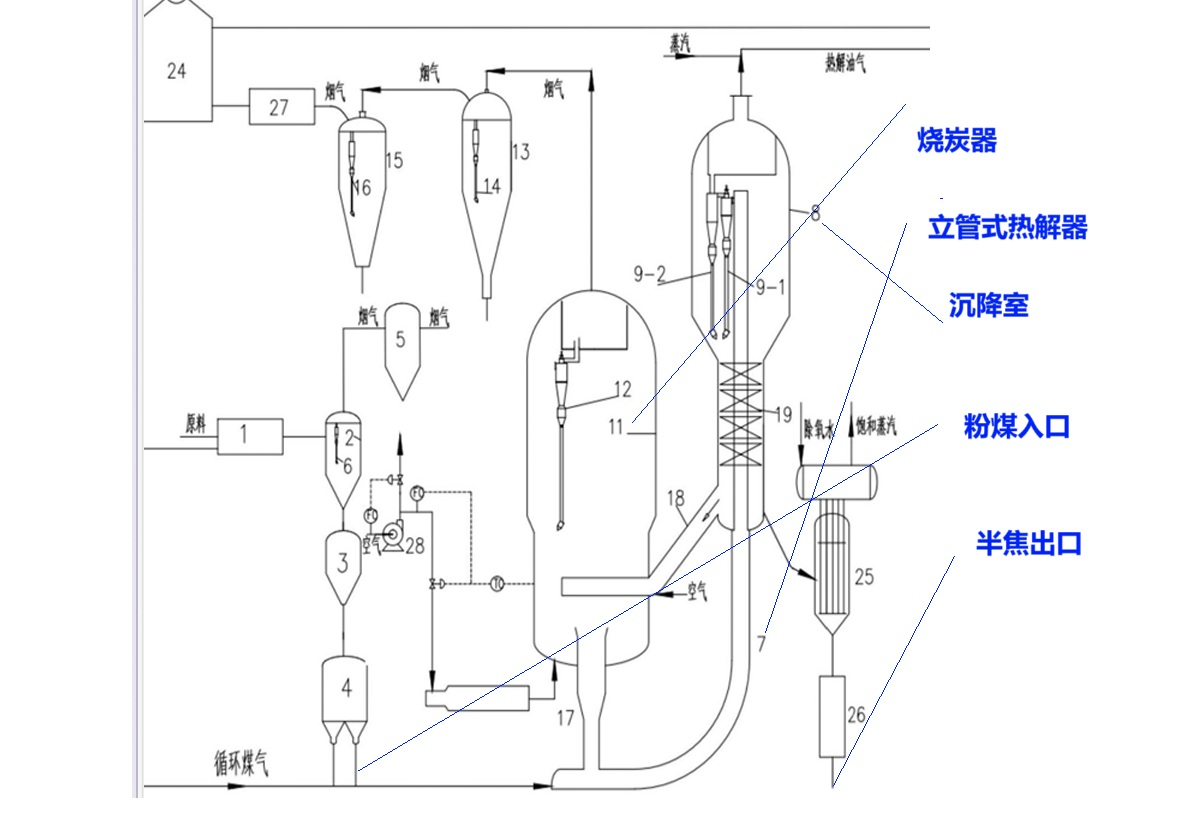 24
27
烟气
15
16
烟气
13
14
烟气
蒸汽
热解油气
8
9-2
9-1
烧炭器
立管式热解器
沉降室
粉煤入口
半焦出口
烟气
5
烟气
原料
1
2
6
3
4
12
11
19
除氧水
饱和蒸汽
18
空气
FC
FC
TC
28
空气
25
7
26
17
循环煤气